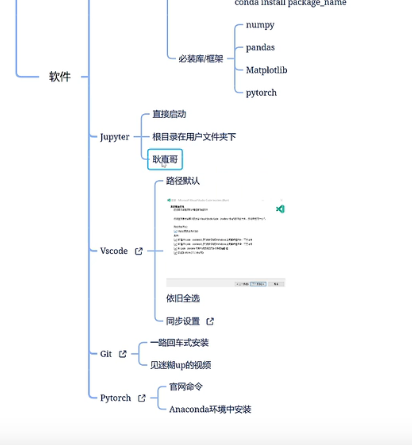 conda install package_name
numpy
必装库/框架
pandas
Matplotlib
pytorch
软件
Jupyter
直接启动
根目录在用户文件夹下
耿直哥
Vscode
路径默认
依旧全选
同步设置
Git
一路回车式安装
见迷糊up的视频
Pytorch
官网命令
Anaconda环境中安装